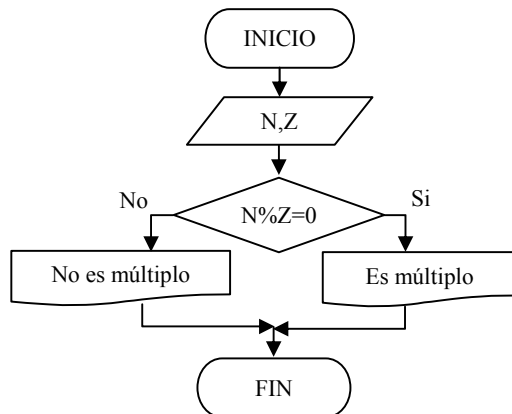 INICIO
N,Z
No
Si
N%Z=0
No es múltiplo
Es múltiplo
FIN